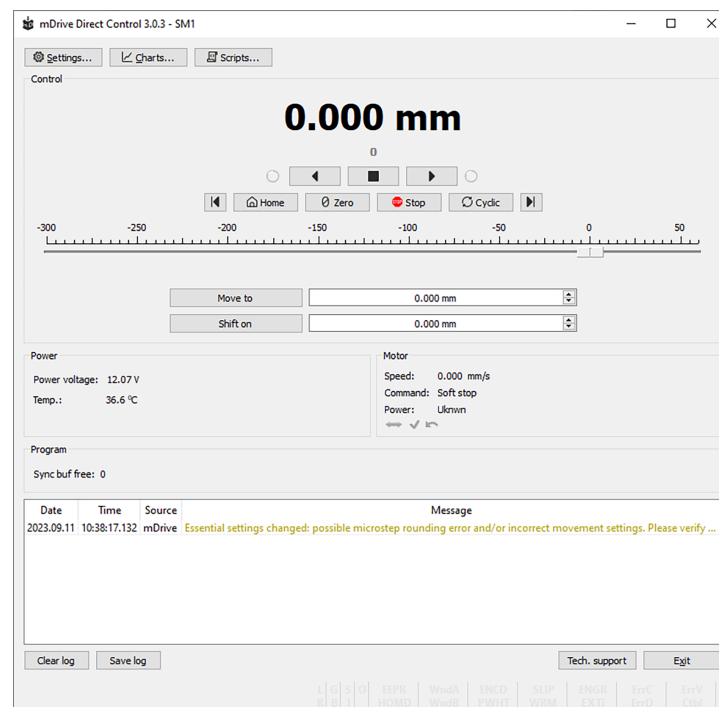 mDrive Direct Control 3.0.3 - SM1
Settings... Charts... Scripts...
Control
0.000 mm
0
Home 0 Zero STOP Stop Cyclic
-300 -250 -200 -150 -100 -50 0 50
Move to 0.000 mm
Shift on 0.000 mm
Power
Power voltage: 12.07 V
Temp.: 36.6 °C
Motor
Speed: 0.000 mm/s
Command: Soft stop
Power: Uknwn
Program
Sync buf free: 0
Date Time Source Message
2023.09.11 10:38:17.132 mDrive Essential settings changed: possible microstep rounding error and/or incorrect movement settings. Please verify ...
Clear log Save log Tech. support Exit
L G S O EEPR WndA ENCD SLIP ENGR ErrC ErrV
R B I HOMD WndB PWHT WRM EXTi ErrD Ctbl